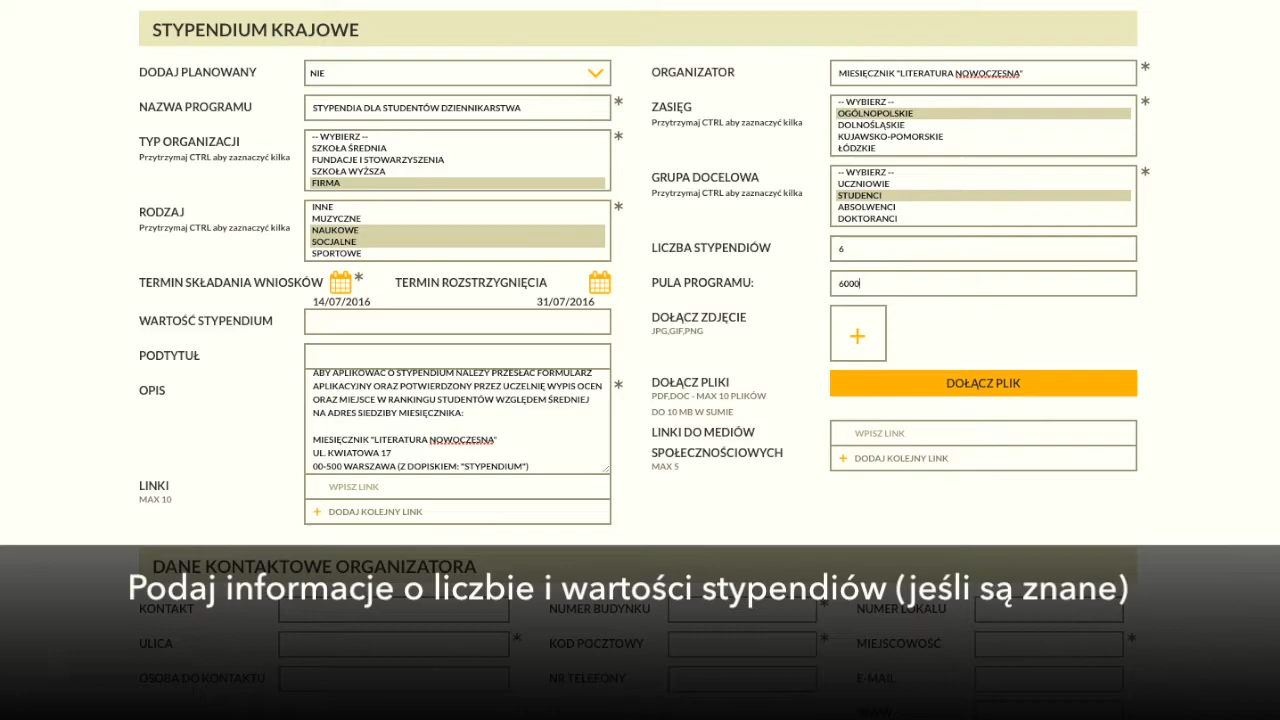 STYPENDIUM KRAJOWE
DODAJ PLANOWANY
NIE
NAZWA PROGRAMU
STYPENDIA DLA STUDENTÓW DZIENNIKARSTWA
*
TYP ORGANIZACJI
Przytrzymaj CTRL aby zaznaczyć kilka
-- WYBIERZ --
SZKOŁA ŚREDNIA
FUNDACJE I STOWARZYSZENIA
SZKOŁA WYŻSZA
FIRMA
*
RODZAJ
Przytrzymaj CTRL aby zaznaczyć kilka
INNE
MUZYCZNE
NAUKOWE
SOCJALNE
SPORTOWE
*
TERMIN SKŁADANIA WNIOSKÓW *
14/07/2016
TERMIN ROZSTRZYGNIĘCIA
31/07/2016
WARTOŚĆ STYPENDIUM
PODTYTUŁ
OPIS
ABY APLIKOWAĆ O STYPENDIUM NALEŻY PRZESŁAĆ FORMULARZ
APLIKACYJNY ORAZ POTWIERDZONY PRZEZ UCZELNIĘ WYPIS OCEN
ORAZ MIEJSCE W RANKINGU STUDENTÓW WZGLĘDEM ŚREDNIEJ
NA ADRES SIEDZIBY MIESIĘCZNIKA:
MIESIĘCZNIK "LITERATURA NOWOCZESNA"
UL. KWIATOWA 17
00-500 WARSZAWA (Z DOPISKIEM: "STYPENDIUM")
*
LINKI
MAX 10
WPISZ LINK
+ DODAJ KOLEJNY LINK
ORGANIZATOR
MIESIĘCZNIK "LITERATURA NOWOCZESNA"
*
ZASIĘG
Przytrzymaj CTRL aby zaznaczyć kilka
-- WYBIERZ --
OGÓLNOPOLSKIE
DOLNOŚLĄSKIE
KUJAWSKO-POMORSKIE
ŁÓDZKIE
*
GRUPA DOCELOWA
Przytrzymaj CTRL aby zaznaczyć kilka
-- WYBIERZ --
UCZNIOWIE
STUDENCI
ABSOLWENCI
DOKTORANCI
*
LICZBA STYPENDIÓW
6
PULA PROGRAMU:
6000
DOŁĄCZ ZDJĘCIE
JPG,GIF,PNG
+
DOŁĄCZ PLIKI
PDF,DOC - MAX 10 PLIKÓW
DO 10 MB W SUMIE
DOŁĄCZ PLIK
LINKI DO MEDIÓW
SPOŁECZNOŚCIOWYCH
MAX 5
WPISZ LINK
+ DODAJ KOLEJNY LINK
DANE KONTAKTOWE ORGANIZATORA
Podaj informacje o liczbie i wartości stypendiów (jeśli są znane)
KONTAKT
NUMER BUDYNKU *
NUMER LOKALU
ULICA *
KOD POCZTOWY *
MIEJSCOWOŚĆ *
OSOBA DO KONTAKTU
NR TELEFONU
E-MAIL